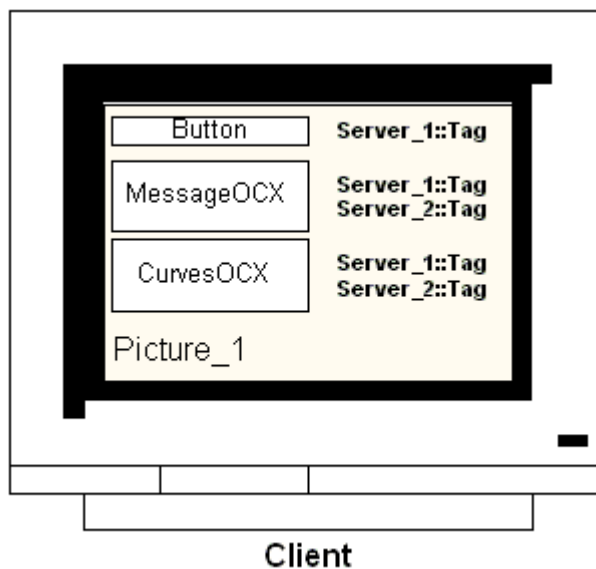 Button Server_1::Tag
MessageOCX Server_1::Tag
Server_2::Tag
CurvesOCX Server_1::Tag
Server_2::Tag
Picture_1
Client